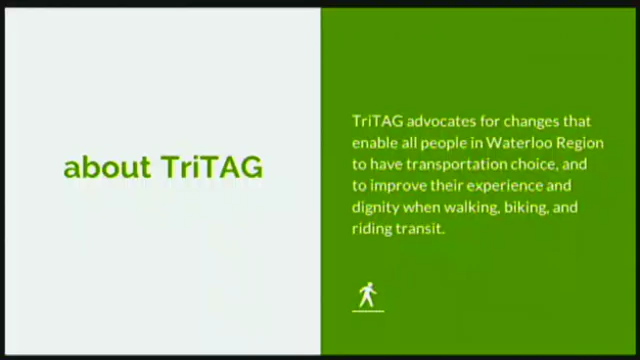 about TriTAG
TriTAG advocates for changes that
enable all people in Waterloo Region
to have transportation choice, and
to improve their experience and
dignity when walking, biking, and
riding transit.